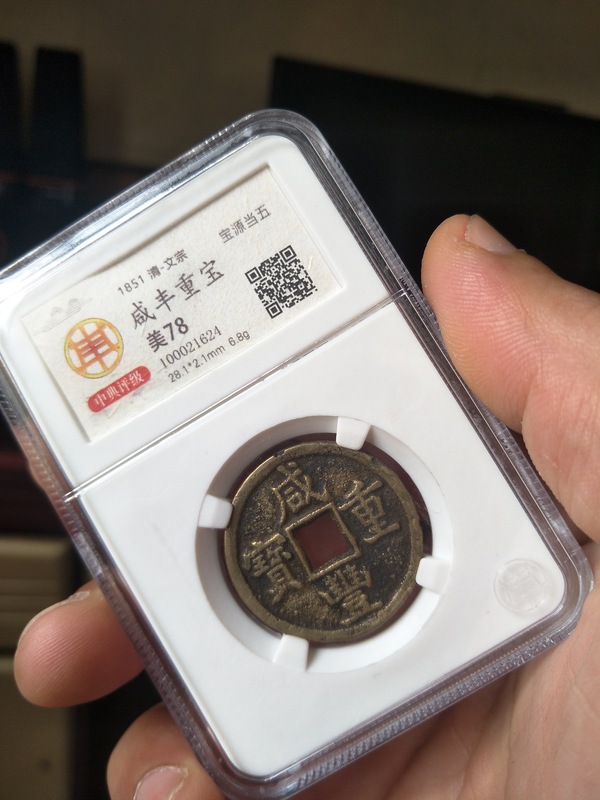 1851 清·文宗 宝源当五
咸丰重宝
美78
100021624
28.1*2.1mm 6.8g
中典评级
咸豐重寶